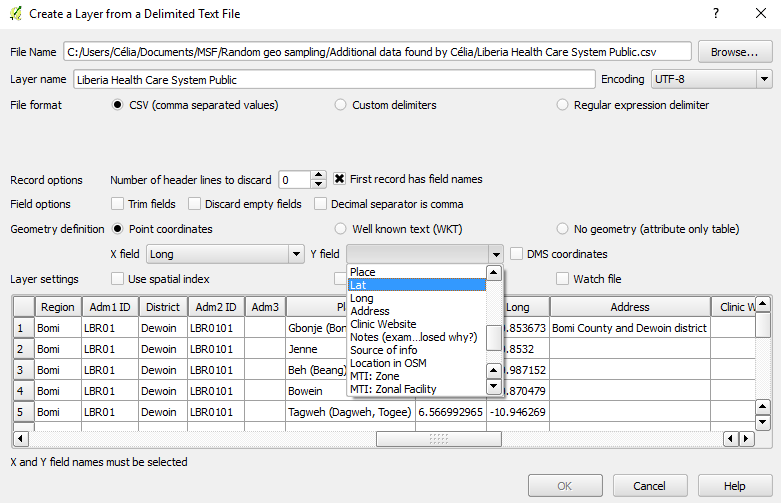 Create a Layer from a Delimited Text File
File Name C:/Users/Célia/Documents/MSF/Random geo sampling/Additional data found by Célia/Liberia Health Care System Public.csv Browse...
Layer name Liberia Health Care System Public Encoding UTF-8
File format CSV (comma separated values) Custom delimiters Regular expression delimiter
Record options Number of header lines to discard 0 First record has field names
Field options Trim fields Discard empty fields Decimal separator is comma
Geometry definition Point coordinates Well known text (WKT) No geometry (attribute only table)
X field Long Y field DMS coordinates
Layer settings Use spatial index Watch file
Place
Lat
Long
Address
Clinic Website
Notes (exam...losed why?)
Source of info
Location in OSM
MTI: Zone
MTI: Zonal Facility
Region Adm1 ID District Adm2 ID Adm3 Long Address Clinic
1 Bomi LBR01 Dewoin LBR0101 Gbonje (Bon .853673 Bomi County and Dewoin district
2 Bomi LBR01 Dewoin LBR0101 Jenne .8532
3 Bomi LBR01 Dewoin LBR0101 Beh (Beang) .987152
4 Bomi LBR01 Dewoin LBR0101 Bowein .870479
5 Bomi LBR01 Dewoin LBR0101 Tagweh (Dagweh, Togee) 6.566992965 -10.946269
X and Y field names must be selected
OK Cancel Help